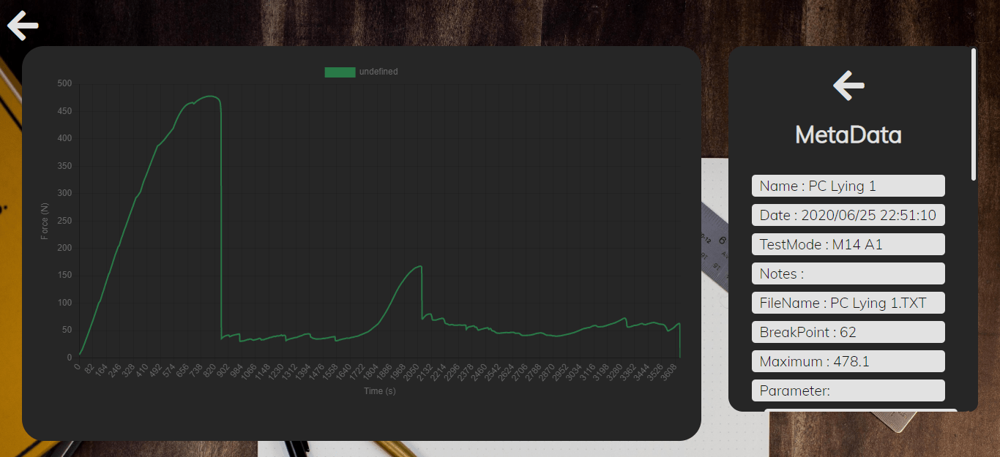 undefined
500
450
400
350
300
250
200
150
100
50
0
Force (N)
0 82 164 246 328 410 492 574 656 738 820 902 984 1066 1148 1230 1312 1394 1476 1558 1640 1722 1804 1886 1968 2050 2132 2214 2296 2378 2460 2542 2624 2706 2788 2870 2952 3034 3116 3198 3280 3362 3444 3526 3608
Time (s)
MetaData
Name : PC Lying 1
Date : 2020/06/25 22:51:10
TestMode : M14 A1
Notes :
FileName : PC Lying 1.TXT
BreakPoint : 62
Maximum : 478.1
Parameter: